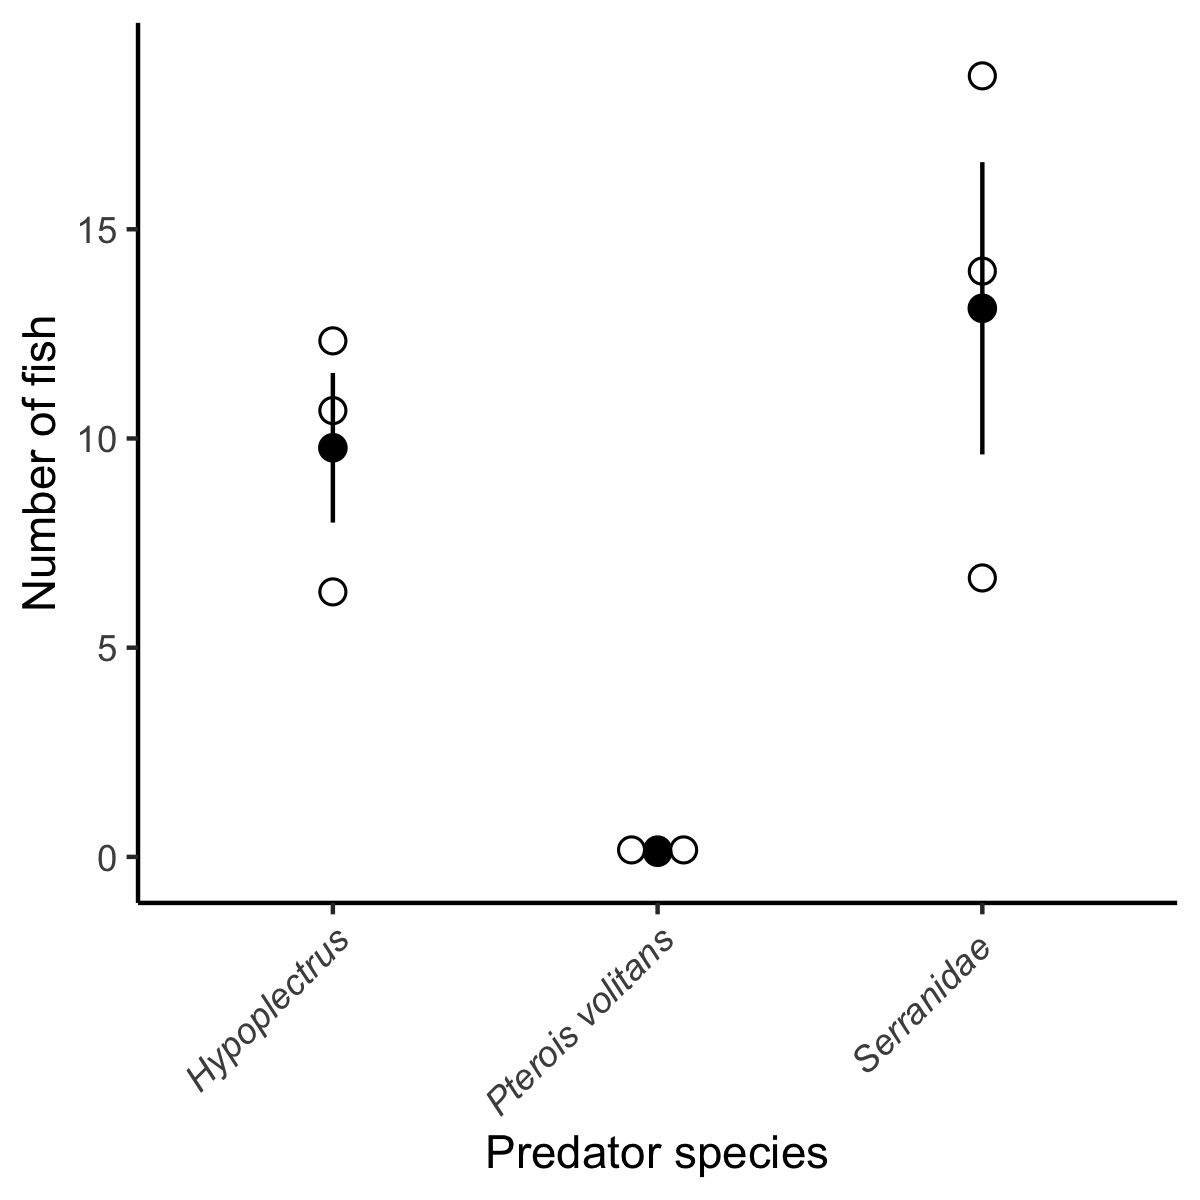 Number of fish
15
10
5
0
Hypoplectrus
Pterois volitans
Serranidae
Predator species